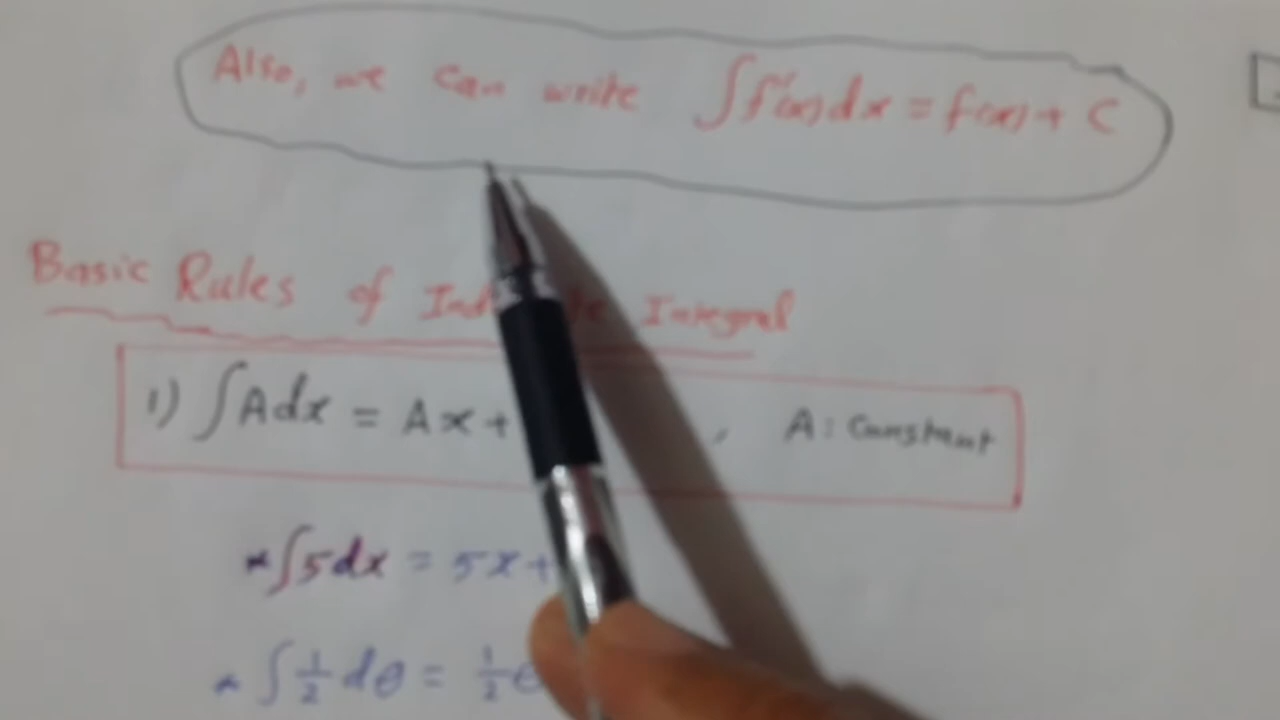 Also, we can write ∫f'(x)dx = f(x) + C
Basic Rules of Integral
1) ∫Adx = Ax + , A: Constant
* ∫5dx = 5x +
* ∫1/2 dθ = 1/2 θ